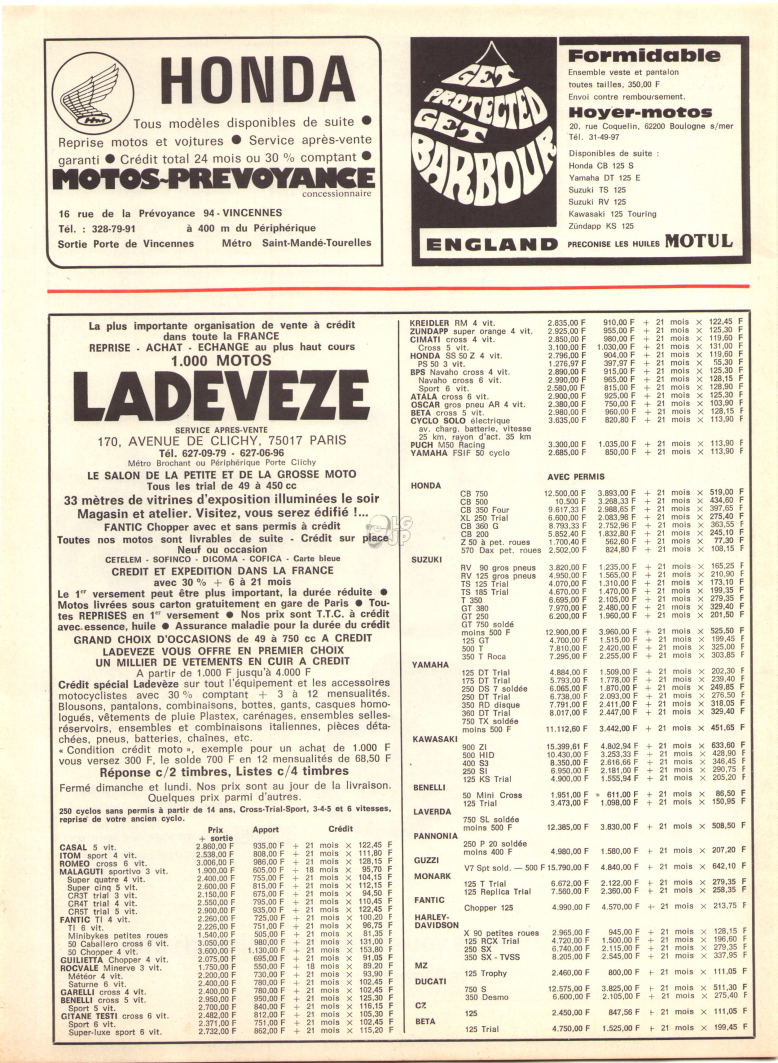 HONDA
Tous modèles disponibles de suite ●
Reprise motos et voitures ● Service après-vente
garanti ● Crédit total 24 mois ou 30 % comptant ●
MOTOS-PREVOYANCE
concessionnaire
16 rue de la Prévoyance 94 - VINCENNES
Tél. : 328-79-91 à 400 m du Périphérique
Sortie Porte de Vincennes Métro Saint-Mandé-Tourelles
GET
PROTECTED
GET
BARBOUR
ENGLAND
Formidable
Ensemble veste et pantalon
toutes tailles, 350,00 F
Envoi contre remboursement.
Hoyer-motos
20, rue Coquelin, 62200 Boulogne s/mer
Tél. 31-49-97
Disponibles de suite :
Honda CB 125 S
Yamaha DT 125 E
Suzuki TS 125
Suzuki RV 125
Kawasaki 125 Touring
Zündapp KS 125
PRECONISE LES HUILES MOTUL
La plus importante organisation de vente à crédit
dans toute la FRANCE
REPRISE - ACHAT - ECHANGE au plus haut cours
1.000 MOTOS
LADEVEZE
SERVICE APRES-VENTE
170, AVENUE DE CLICHY, 75017 PARIS
Tél. 627-09-79 - 627-06-96
Métro Brochant ou Périphérique Porte Clichy
LE SALON DE LA PETITE ET DE LA GROSSE MOTO
Tous les trial de 49 à 450 cc
33 mètres de vitrines d'exposition illuminées le soir
Magasin et atelier. Visitez, vous serez édifié !...
FANTIC Chopper avec et sans permis à crédit
Toutes nos motos livrables de suite - Crédit sur place
Neuf ou occasion
CETELEM - SOFINCO - DICOMA - COFICA - Carte bleue
CREDIT ET EXPEDITION DANS LA FRANCE
avec 30 % + 6 à 21 mois
Le 1er versement peut être plus important, la durée réduite ●
Motos livrées sous carton gratuitement en gare de Paris ● Tou-
tes REPRISES en 1er versement ● Nos prix sont T.T.C. à crédit
avec essence, huile ● Assurance maladie pour la durée du crédit
GRAND CHOIX D'OCCASIONS de 49 à 750 cc A CREDIT
LADEVEZE VOUS OFFRE EN PREMIER CHOIX
UN MILLIER DE VETEMENTS EN CUIR A CREDIT
A partir de 1.000 F jusqu'à 4.000 F
Crédit spécial Ladevèze sur tout l'équipement et les accessoires
motocyclistes avec 30 % comptant + 3 à 12 mensualités.
Blousons, pantalons, combinaisons, bottes, gants, casques homo-
logués, vêtements de pluie Plastex, carénages, ensembles selles-
réservoirs, ensembles et combinaisons italiennes, pièces déta-
chées, pneus, batteries, chaînes, etc.
« Condition crédit moto », exemple pour un achat de 1.000 F
vous versez 300 F, le solde 700 F en 12 mensualités de 68,50 F
Réponse c/2 timbres, Listes c/4 timbres
Fermé dimanche et lundi. Nos prix sont au jour de la livraison.
Quelques prix parmi d'autres.
250 cyclos sans permis à partir de 14 ans, Cross-Trial-Sport, 3-4-5 et 6 vitesses,
reprise de votre ancien cyclo.
Prix Apport Crédit
+ sortie
CASAL 5 vit. 2.860,00 F 935,00 F + 21 mois × 122,45 F
ITOM sport 4 vit. 2.538,00 F 808,00 F + 21 mois × 111,80 F
ROMEO cross 6 vit. 3.006,00 F 986,00 F + 21 mois × 128,15 F
MALAGUTI sportivo 3 vit. 1.900,00 F 605,00 F + 18 mois × 95,70 F
Super quatre 4 vit. 2.400,00 F 755,00 F + 21 mois × 104,15 F
Super cinq 5 vit. 2.600,00 F 815,00 F + 21 mois × 112,15 F
CR3T trial 3 vit. 2.150,00 F 675,00 F + 21 mois × 94,50 F
CR4T trial 4 vit. 2.550,00 F 795,00 F + 21 mois × 110,45 F
CR5T trial 5 vit. 2.900,00 F 935,00 F + 21 mois × 122,45 F
FANTIC TI 4 vit. 2.260,00 F 725,00 F + 21 mois × 100,20 F
TI 6 vit. 2.226,00 F 751,00 F + 21 mois × 96,75 F
Minibykes petites roues 1.540,00 F 505,00 F + 21 mois × 81,35 F
50 Caballero cross 6 vit. 3.050,00 F 980,00 F + 21 mois × 131,00 F
50 Chopper 4 vit. 3.600,00 F 1.130,00 F + 21 mois × 153,80 F
GUILIETTA Chopper 4 vit. 2.075,00 F 695,00 F + 21 mois × 91,05 F
ROCVALE Minerve 3 vit. 1.750,00 F 550,00 F + 18 mois × 89,20 F
Météor 4 vit. 2.200,00 F 730,00 F + 21 mois × 93,90 F
Saturne 6 vit. 2.400,00 F 780,00 F + 21 mois × 102,45 F
GARELLI cross 4 vit. 2.400,00 F 780,00 F + 21 mois × 102,45 F
BENELLI cross 5 vit. 2.950,00 F 950,00 F + 21 mois × 125,30 F
Sport 5 vit. 2.700,00 F 840,00 F + 21 mois × 116,15 F
GITANE TESTI cross 6 vit. 2.482,00 F 812,00 F + 21 mois × 105,30 F
Sport 6 vit. 2.371,00 F 751,00 F + 21 mois × 102,45 F
Super-luxe sport 6 vit. 2.732,00 F 862,00 F + 21 mois × 115,20 F
KREIDLER RM 4 vit. 2.835,00 F 910,00 F + 21 mois × 122,45 F
ZUNDAPP super orange 4 vit. 2.925,00 F 955,00 F + 21 mois × 125,30 F
CIMATI cross 4 vit. 2.850,00 F 980,00 F + 21 mois × 119,60 F
Cross 5 vit. 3.100,00 F 1.030,00 F + 21 mois × 131,00 F
HONDA SS 50 Z 4 vit. 2.796,00 F 904,00 F + 21 mois × 119,60 F
PS 50 3 vit. 1.276,97 F 397,97 F + 21 mois × 55,30 F
BPS Navaho cross 4 vit. 2.890,00 F 915,00 F + 21 mois × 125,30 F
Navaho cross 6 vit. 2.990,00 F 965,00 F + 21 mois × 128,15 F
Sport 6 vit. 2.580,00 F 815,00 F + 21 mois × 128,90 F
ATALA cross 6 vit. 2.900,00 F 925,00 F + 21 mois × 125,30 F
OSCAR gros pneu AR 4 vit. 2.380,00 F 750,00 F + 21 mois × 103,90 F
BETA cross 5 vit. 2.980,00 F 960,00 F + 21 mois × 128,15 F
CYCLO SOLO électrique 3.635,00 F 820,80 F + 21 mois × 113,90 F
av. charg. batterie, vitesse
25 km, rayon d'act. 35 km
PUCH M50 Racing 3.300,00 F 1.035,00 F + 21 mois × 113,90 F
YAMAHA FSIF 50 cyclo 2.685,00 F 850,00 F + 21 mois × 113,90 F
AVEC PERMIS
HONDA
CB 750 12.500,00 F 3.893,00 F + 21 mois × 519,00 F
CB 500 10.500 F 3.268,33 F + 21 mois × 434,60 F
CB 350 Four 9.617,33 F 2.988,65 F + 21 mois × 397,65 F
XL 250 Trial 6.600,00 F 2.083,96 F + 21 mois × 275,40 F
CB 360 G 8.793,33 F 2.752,96 F + 21 mois × 363,55 F
CB 200 5.852,40 F 1.832,80 F + 21 mois × 245,10 F
Z 50 à pet. roues 1.700,40 F 562,60 F + 21 mois × 77,30 F
570 Dax pet. roues 2.502,00 F 824,80 F + 21 mois × 108,15 F
SUZUKI
RV 90 gros pneus 3.820,00 F 1.235,00 F + 21 mois × 165,25 F
RV 125 gros pneus 4.950,00 F 1.565,00 F + 21 mois × 210,90 F
TS 125 Trial 4.070,00 F 1.310,00 F + 21 mois × 173,10 F
TS 185 Trial 4.670,00 F 1.470,00 F + 21 mois × 199,35 F
T 350 6.695,00 F 2.105,00 F + 21 mois × 279,35 F
GT 380 7.970,00 F 2.480,00 F + 21 mois × 329,40 F
GT 250 6.200,00 F 1.960,00 F + 21 mois × 201,50 F
GT 750 soldé
moins 500 F 12.900,00 F 3.960,00 F + 21 mois × 525,50 F
125 GT 4.700,00 F 1.515,00 F + 21 mois × 199,45 F
500 T 7.810,00 F 2.420,00 F + 21 mois × 325,00 F
350 T Roca 7.295,00 F 2.255,00 F + 21 mois × 303,85 F
YAMAHA
125 DT Trial 4.884,00 F 1.509,00 F + 21 mois × 202,30 F
175 DT Trial 5.793,00 F 1.778,00 F + 21 mois × 239,40 F
250 DS 7 soldée 6.065,00 F 1.870,00 F + 21 mois × 249,85 F
250 DT Trial 6.738,00 F 2.093,00 F + 21 mois × 276,50 F
350 RD disque 7.791,00 F 2.411,00 F + 21 mois × 318,05 F
360 DT Trial 8.017,00 F 2.447,00 F + 21 mois × 329,40 F
750 TX soldée
moins 500 F 11.112,60 F 3.442,00 F + 21 mois × 451,65 F
KAWASAKI
900 ZI 15.399,61 F 4.802,94 F + 21 mois × 633,60 F
500 HID 10.430,00 F 3.253,33 F + 21 mois × 428,90 F
400 S3 8.350,00 F 2.616,66 F + 21 mois × 346,45 F
250 SI 6.950,00 F 2.181,00 F + 21 mois × 290,75 F
125 KS Trial 4.900,00 F 1.555,94 F + 21 mois × 205,20 F
BENELLI
50 Mini Cross 1.951,00 F 611,00 F + 21 mois × 86,50 F
125 Trial 3.473,00 F 1.098,00 F + 21 mois × 150,95 F
LAVERDA
750 SL soldée
moins 500 F 12.385,00 F 3.830,00 F + 21 mois × 508,50 F
PANNONIA
250 P 20 soldée
moins 400 F 4.980,00 F 1.580,00 F + 21 mois × 207,20 F
GUZZI
V7 Spt sold. — 500 F 15.790,00 F 4.840,00 F + 21 mois × 642,10 F
MONARK
125 T Trial 6.672,00 F 2.122,00 F + 21 mois × 279,35 F
125 Replica Trial 7.560,00 F 2.360,00 F + 21 mois × 258,35 F
FANTIC
Chopper 125 4.990,00 F 4.570,00 F + 21 mois × 213,75 F
HARLEY-
DAVIDSON
X 90 petites roues 2.965,00 F 945,00 F + 21 mois × 128,15 F
125 RCX Trial 4.720,00 F 1.500,00 F + 21 mois × 196,60 F
250 SX 6.740,00 F 2.115,00 F + 21 mois × 279,35 F
350 SX - TVSS 8.205,00 F 2.545,00 F + 21 mois × 337,95 F
MZ
125 Trophy 2.460,00 F 800,00 F + 21 mois × 111,05 F
DUCATI
750 S 12.575,00 F 3.825,00 F + 21 mois × 511,30 F
350 Desmo 6.600,00 F 2.105,00 F + 21 mois × 275,40 F
CZ
125 2.450,00 F 847,56 F + 21 mois × 111,05 F
BETA
125 Trial 4.750,00 F 1.525,00 F + 21 mois × 199,45 F